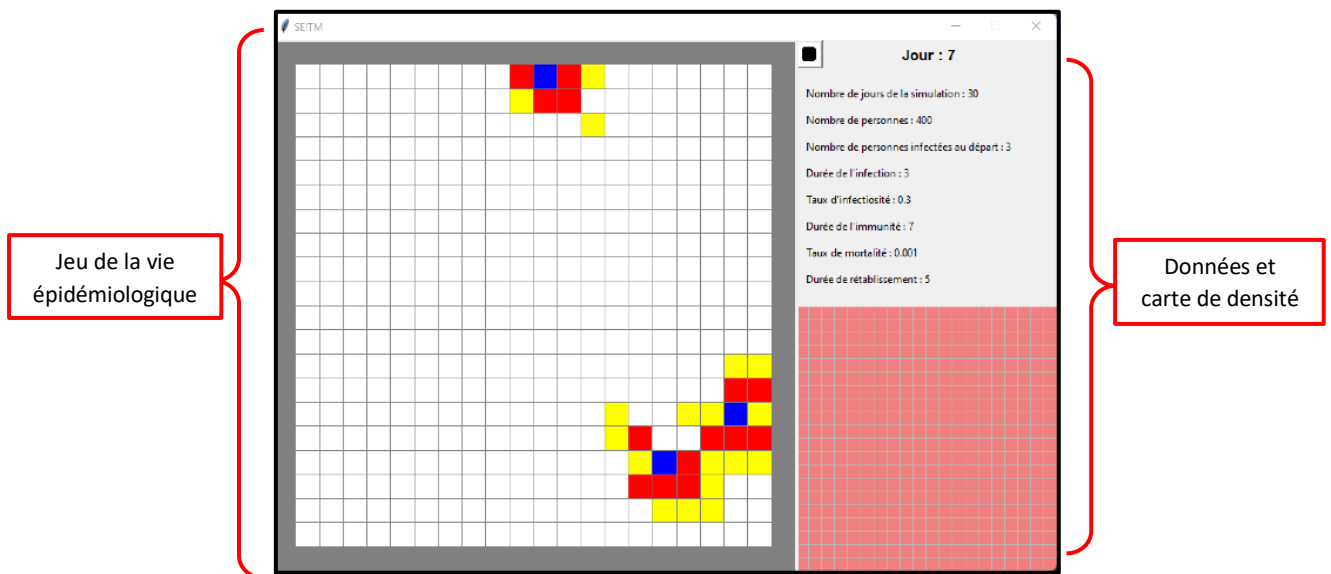 SEITM
Jour : 7
Nombre de jours de la simulation : 30
Nombre de personnes : 400
Nombre de personnes infectées au départ : 3
Durée de l'infection : 3
Taux d'infectiosité : 0.3
Durée de l'immunité : 7
Taux de mortalité : 0.001
Durée de rétablissement : 5
Jeu de la vie
épidémiologique
Données et
carte de densité